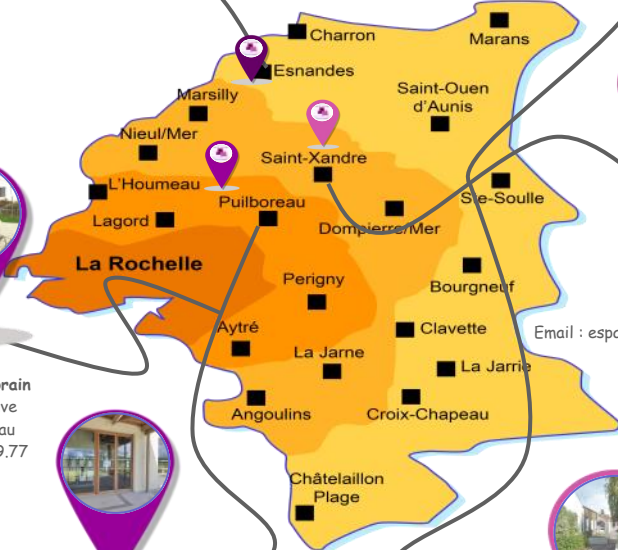 Charron
Marans
Esnandes
Saint-Ouen
d'Aunis
Marsilly
Nieul/Mer
Saint-Xandre
L'Houmeau
Puilboreau
Ste-Soulle
Lagord
Dompierre/Mer
La Rochelle
Perigny
Bourgneuf
Aytré
Clavette
Email : espa
La Jarne
La Jarrie
Angoulins
Croix-Chapeau
rain
ve
au
9.77
Châtelaillon
Plage